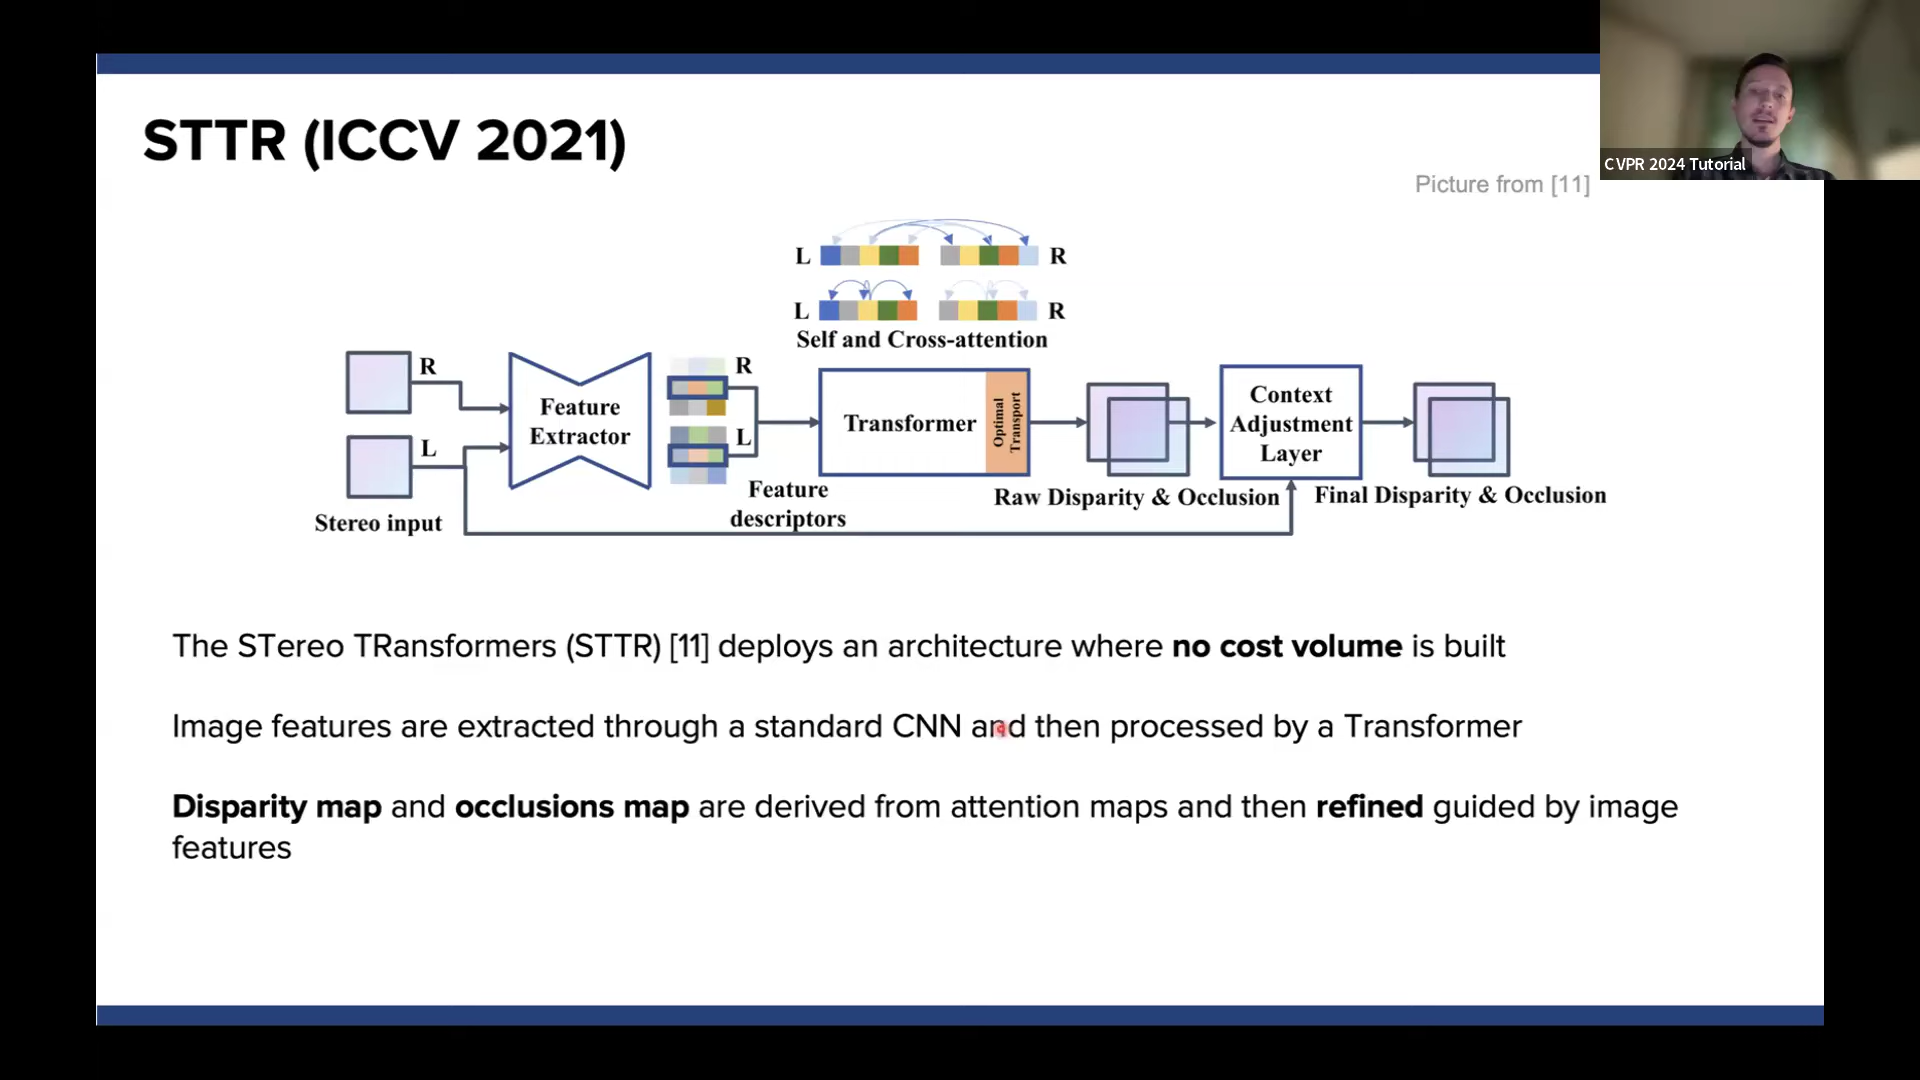 STTR (ICCV 2021)
CVPR 2024 Tutorial
Picture from [11]
L R
L R
Self and Cross-attention
R
L
Stereo input
Feature
Extractor
R
L
Feature
descriptors
Transformer
Optimal
Transport
Raw Disparity & Occlusion
Context
Adjustment
Layer
Final Disparity & Occlusion
The STereo TRansformers (STTR) [11] deploys an architecture where no cost volume is built
Image features are extracted through a standard CNN and then processed by a Transformer
Disparity map and occlusions map are derived from attention maps and then refined guided by image
features